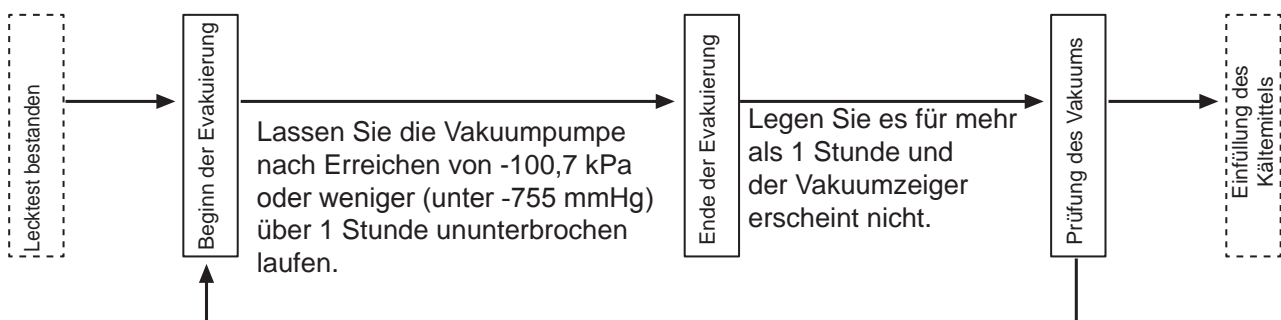 Lecktest bestanden
Beginn der Evakuierung
Lassen Sie die Vakuumpumpe
nach Erreichen von -100,7 kPa
oder weniger (unter -755 mmHg)
über 1 Stunde ununterbrochen
laufen.
Ende der Evakuierung
Legen Sie es für mehr
als 1 Stunde und
der Vakuumzeiger
erscheint nicht.
Prüfung des Vakuums
Einfüllung des
Kältemittels